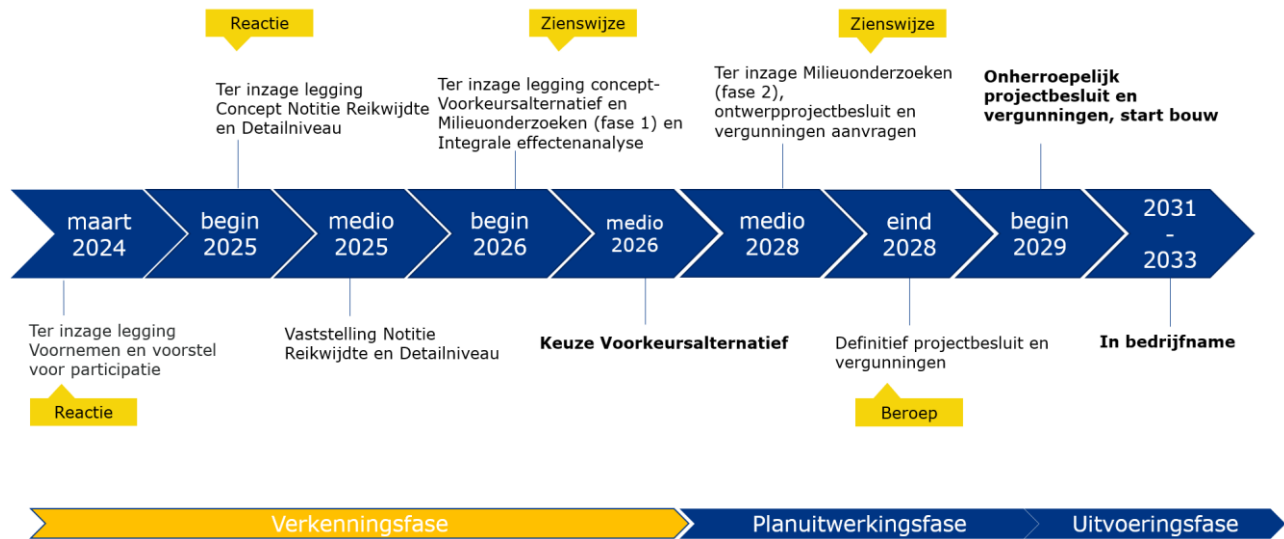 Reactie
Zienswijze
Zienswijze
Ter inzage legging
Concept Notitie Reikwijdte
en Detailniveau
Ter inzage legging concept-
Voorkeursalternatief en
Milieuonderzoeken (fase 1) en
Integrale effectenanalyse
Ter inzage Milieuonderzoeken
(fase 2),
ontwerpprojectbesluit en
vergunningen aanvragen
Onherroepelijk
projectbesluit en
vergunningen, start bouw
maart
2024
begin
2025
medio
2025
begin
2026
medio
2026
medio
2028
eind
2028
begin
2029
2031
-
2033
Ter inzage legging
Voornemen en voorstel
voor participatie
Vaststelling Notitie
Reikwijdte en Detailniveau
Keuze Voorkeursalternatief
Definitief projectbesluit en
vergunningen
In bedrijfname
Reactie
Beroep
Verkenningsfase
Planuitwerkingsfase
Uitvoeringsfase